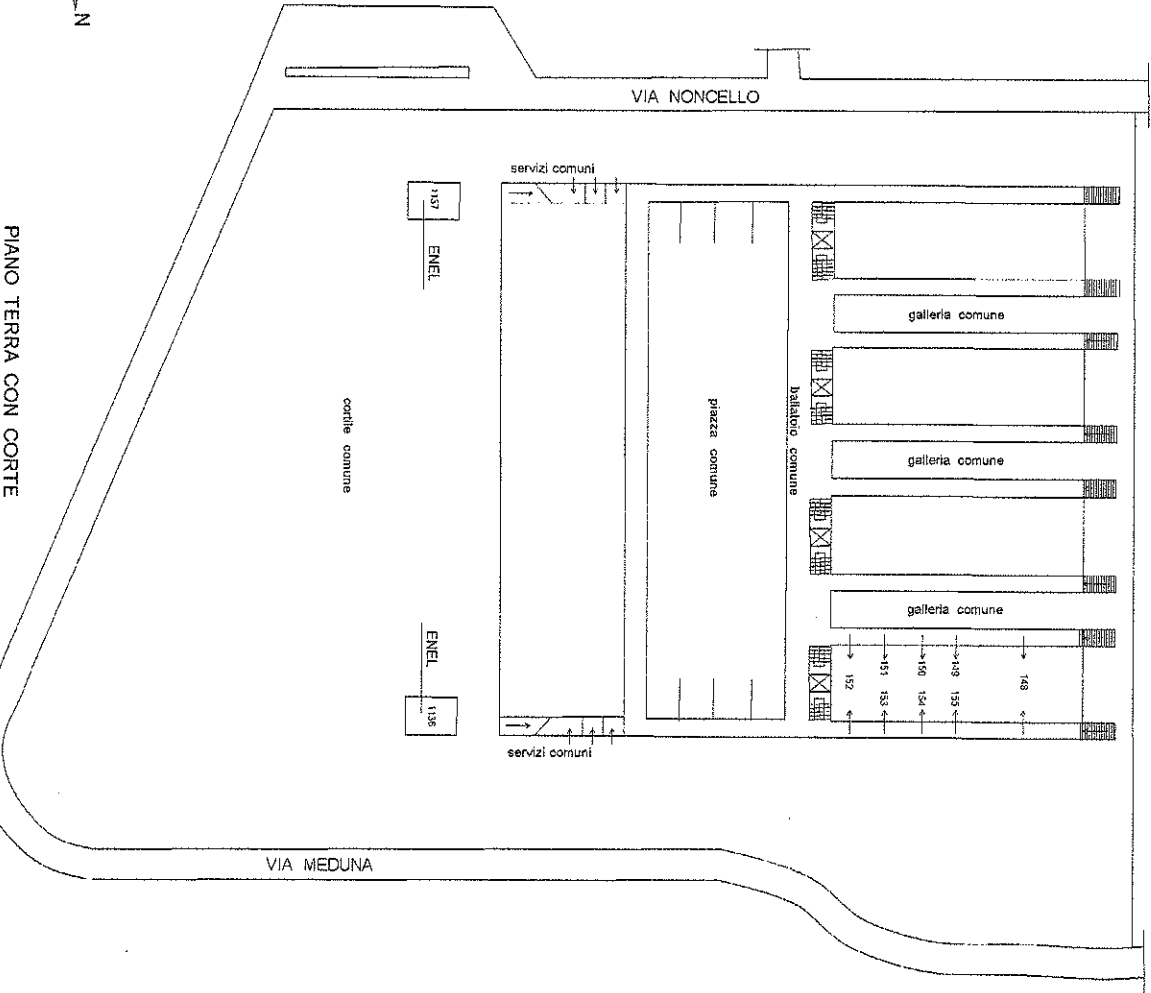 N
VIA NONCELLO
servizi comuni
1137
ENEL
galleria comune
ballatoio comune
piazza comune
cortile comune
galleria comune
galleria comune
148
149
150
151
152
153
154
155
ENEL
1136
servizi comuni
VIA MEDUNA
PIANO TERRA CON CORTE